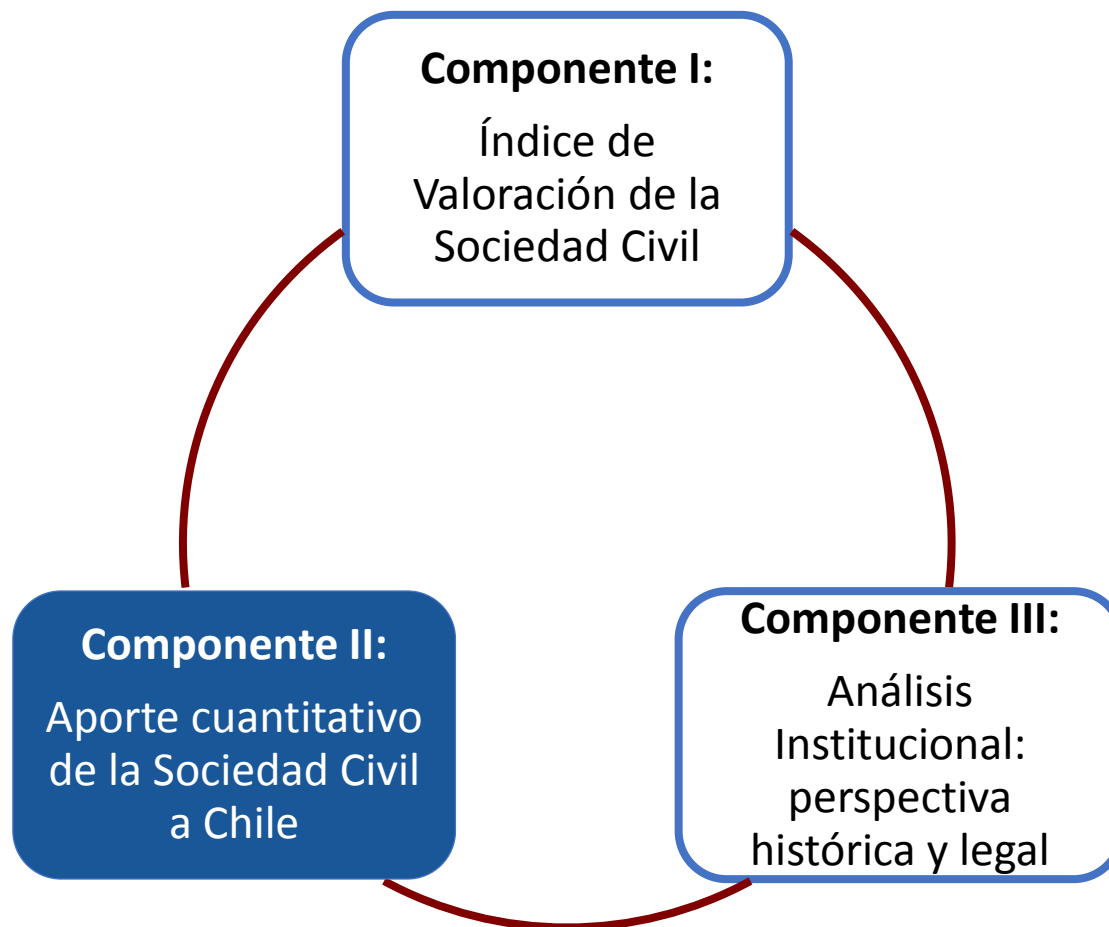 Componente I:
Índice de
Valoración de la
Sociedad Civil
Componente II:
Aporte cuantitativo
de la Sociedad Civil
a Chile
Componente III:
Análisis
Institucional:
perspectiva
histórica y legal